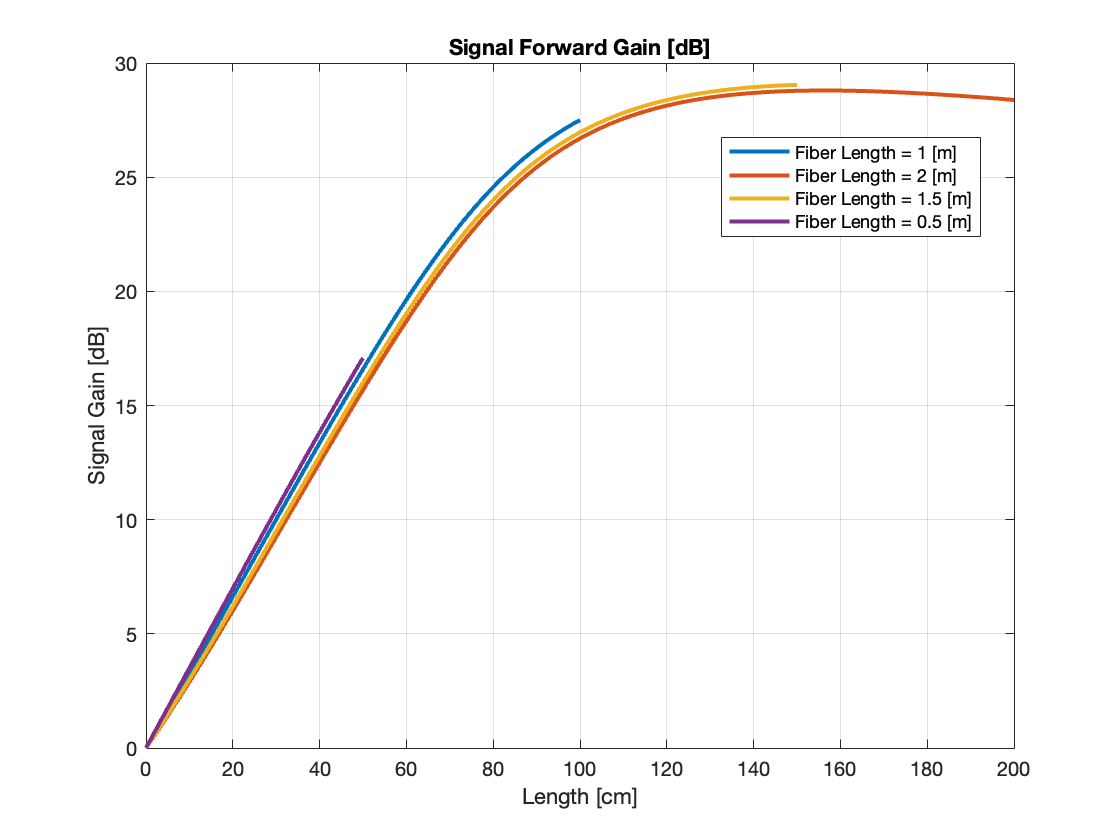 Signal Forward Gain [dB]
30
25
20
15
10
5
0
Signal Gain [dB]
Fiber Length = 1 [m]
Fiber Length = 2 [m]
Fiber Length = 1.5 [m]
Fiber Length = 0.5 [m]
0 20 40 60 80 100 120 140 160 180 200
Length [cm]